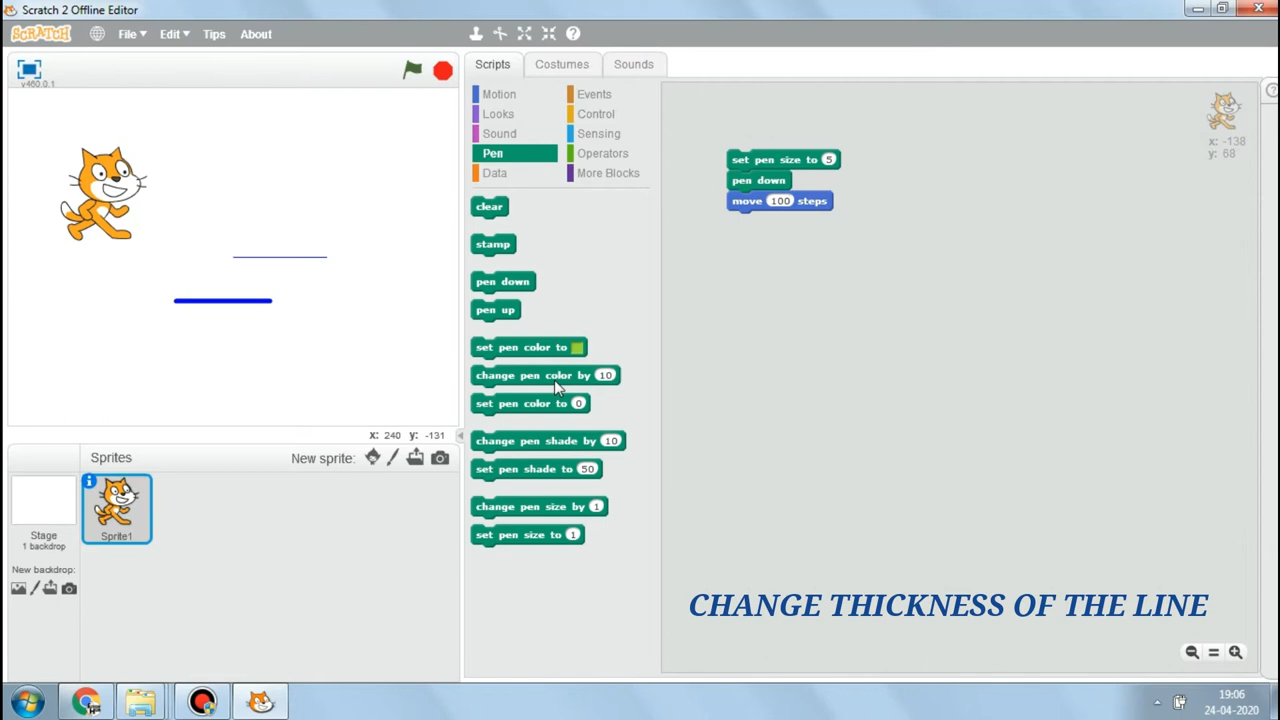 Scratch 2 Offline Editor
SCRATCH File Edit Tips About
v460.0.1
Scripts Costumes Sounds
Motion Events
Looks Control
Sound Sensing
Pen Operators
Data More Blocks
clear
stamp
pen down
pen up
set pen color to
change pen color by 10
set pen color to 0
change pen shade by 10
set pen shade to 50
change pen size by 1
set pen size to 1
set pen size to 5
pen down
move 100 steps
x: -138
y: 68
x: 240 y: -131
Sprites New sprite:
Stage
1 backdrop
New backdrop:
Sprite1
CHANGE THICKNESS OF THE LINE
19:06
24-04-2020